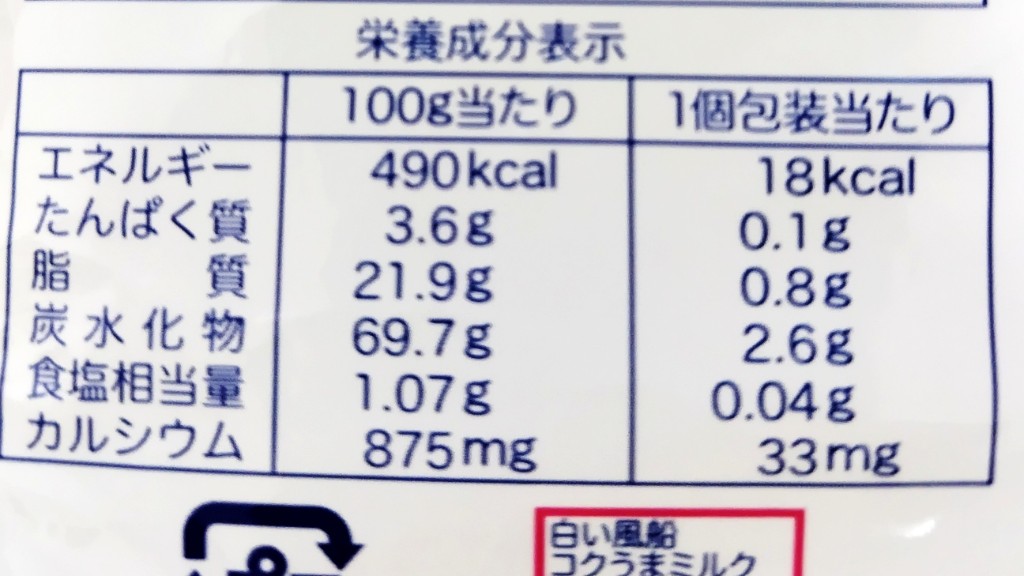 栄養成分表示
100g当たり 1個包装当たり
エネルギー 490kcal 18kcal
たんぱく質 3.6g 0.1g
脂質 21.9g 0.8g
炭水化物 69.7g 2.6g
食塩相当量 1.07g 0.04g
カルシウム 875mg 33mg
白い風船
コクうまミルク